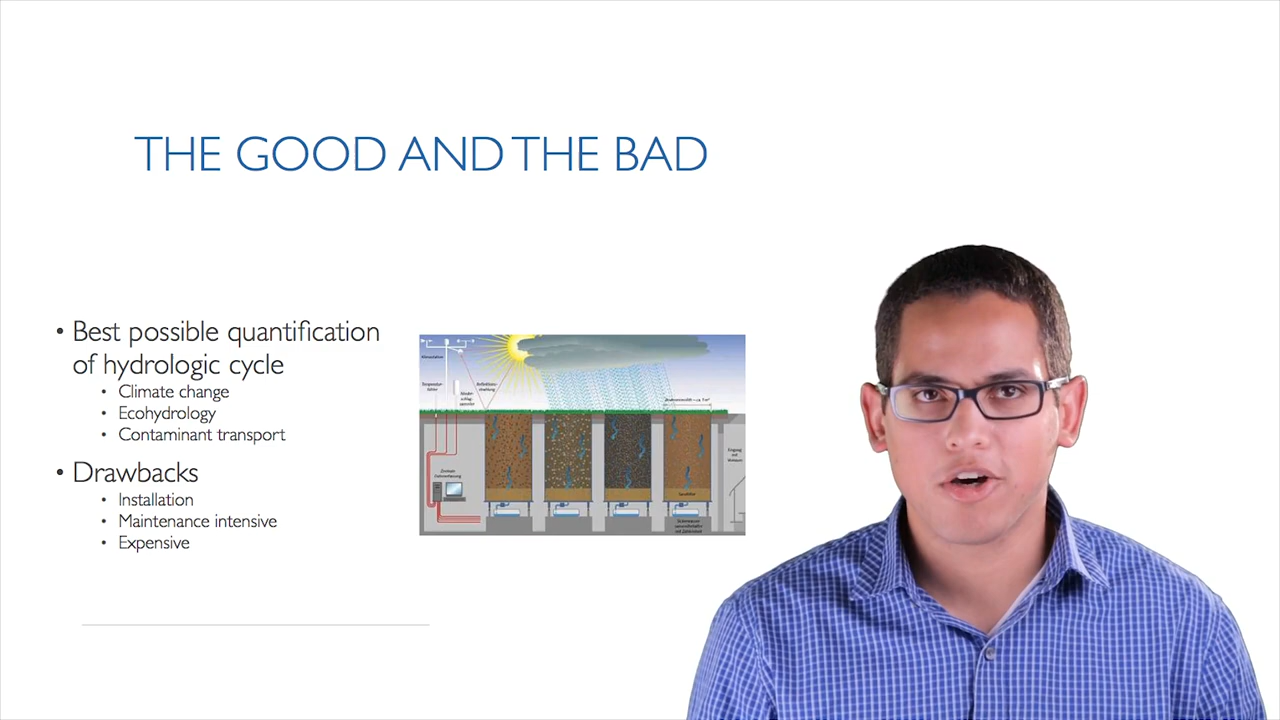 THE GOOD AND THE BAD
• Best possible quantification
of hydrologic cycle
• Climate change
• Ecohydrology
• Contaminant transport
• Drawbacks
• Installation
• Maintenance intensive
• Expensive